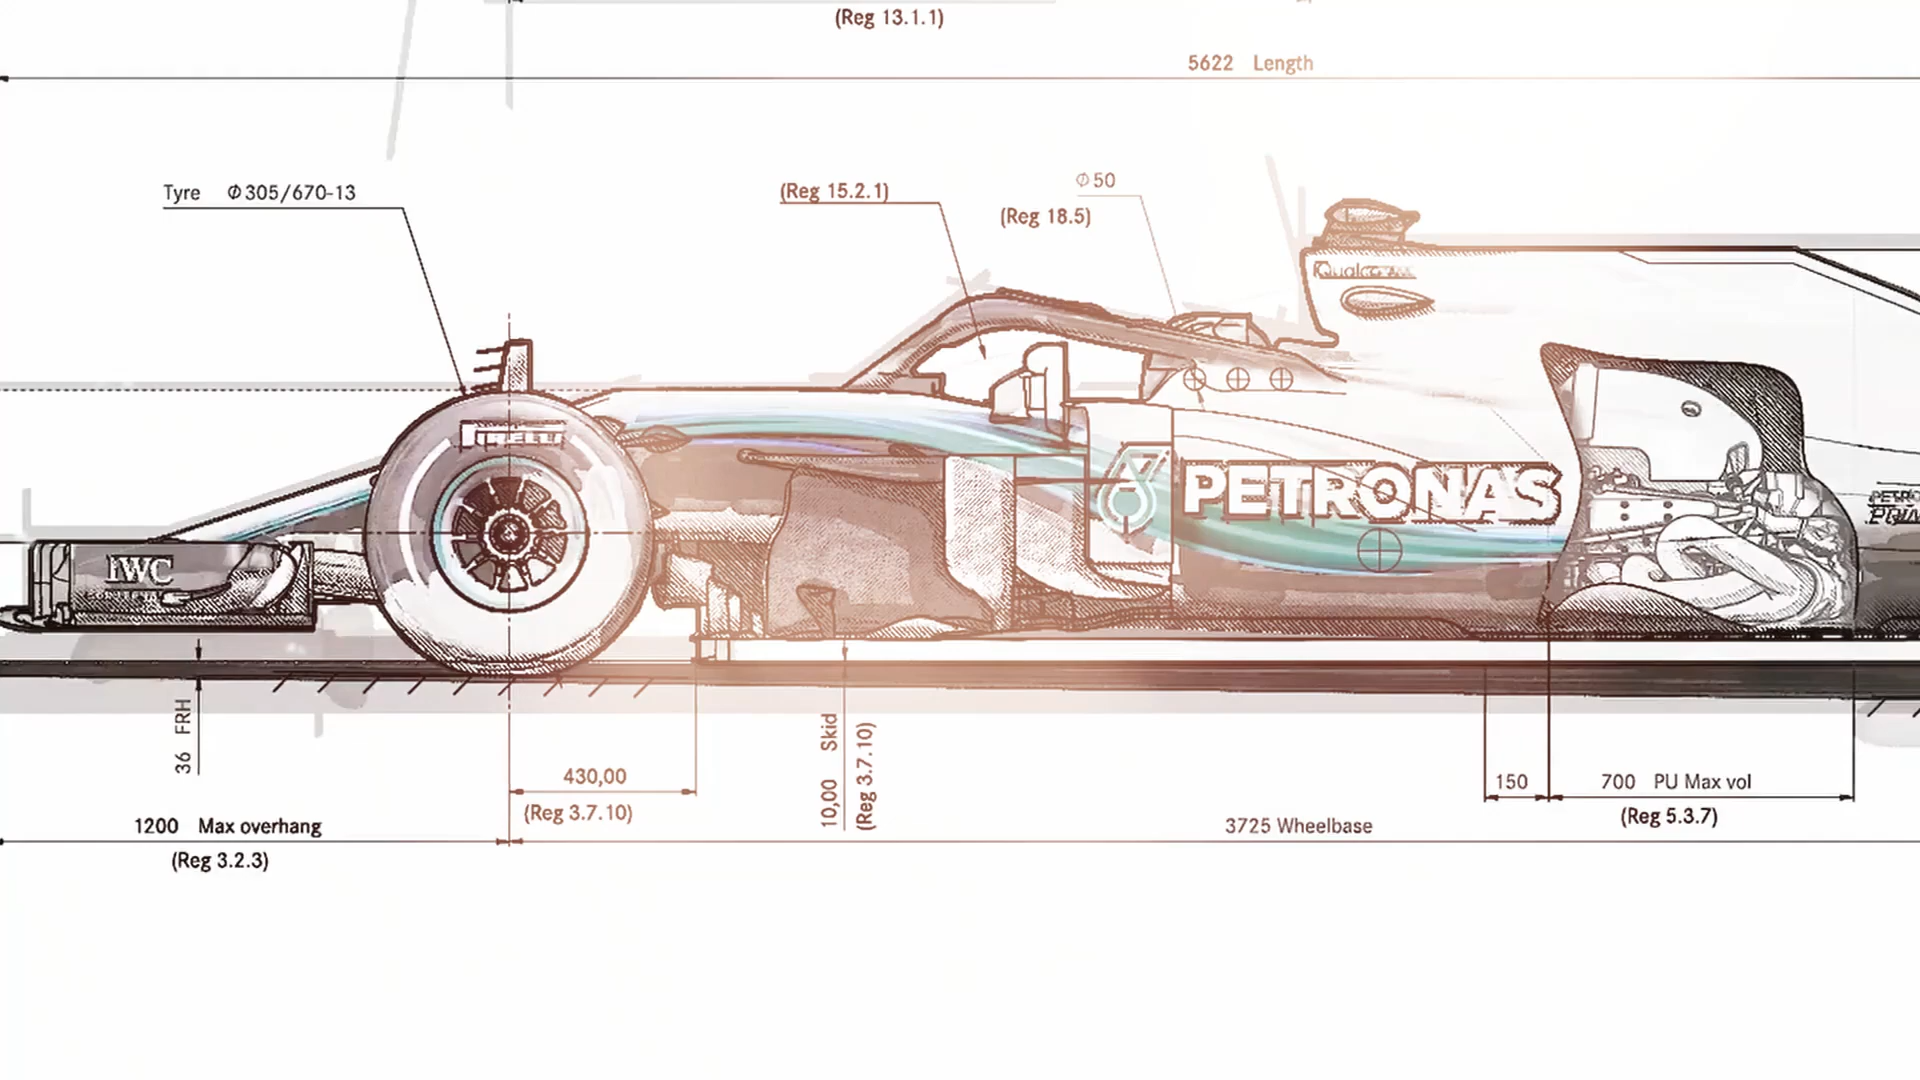 (Reg 13.1.1)
5622 Length
Tyre Φ305/670-13
(Reg 15.2.1)
Φ50
(Reg 18.5)
Qualco
PIRELLI
PETRONAS
IWC
36 FRH
10,00 Skid
(Reg 3.7.10)
430,00
(Reg 3.7.10)
150
700 PU Max vol
(Reg 5.3.7)
1200 Max overhang
(Reg 3.2.3)
3725 Wheelbase